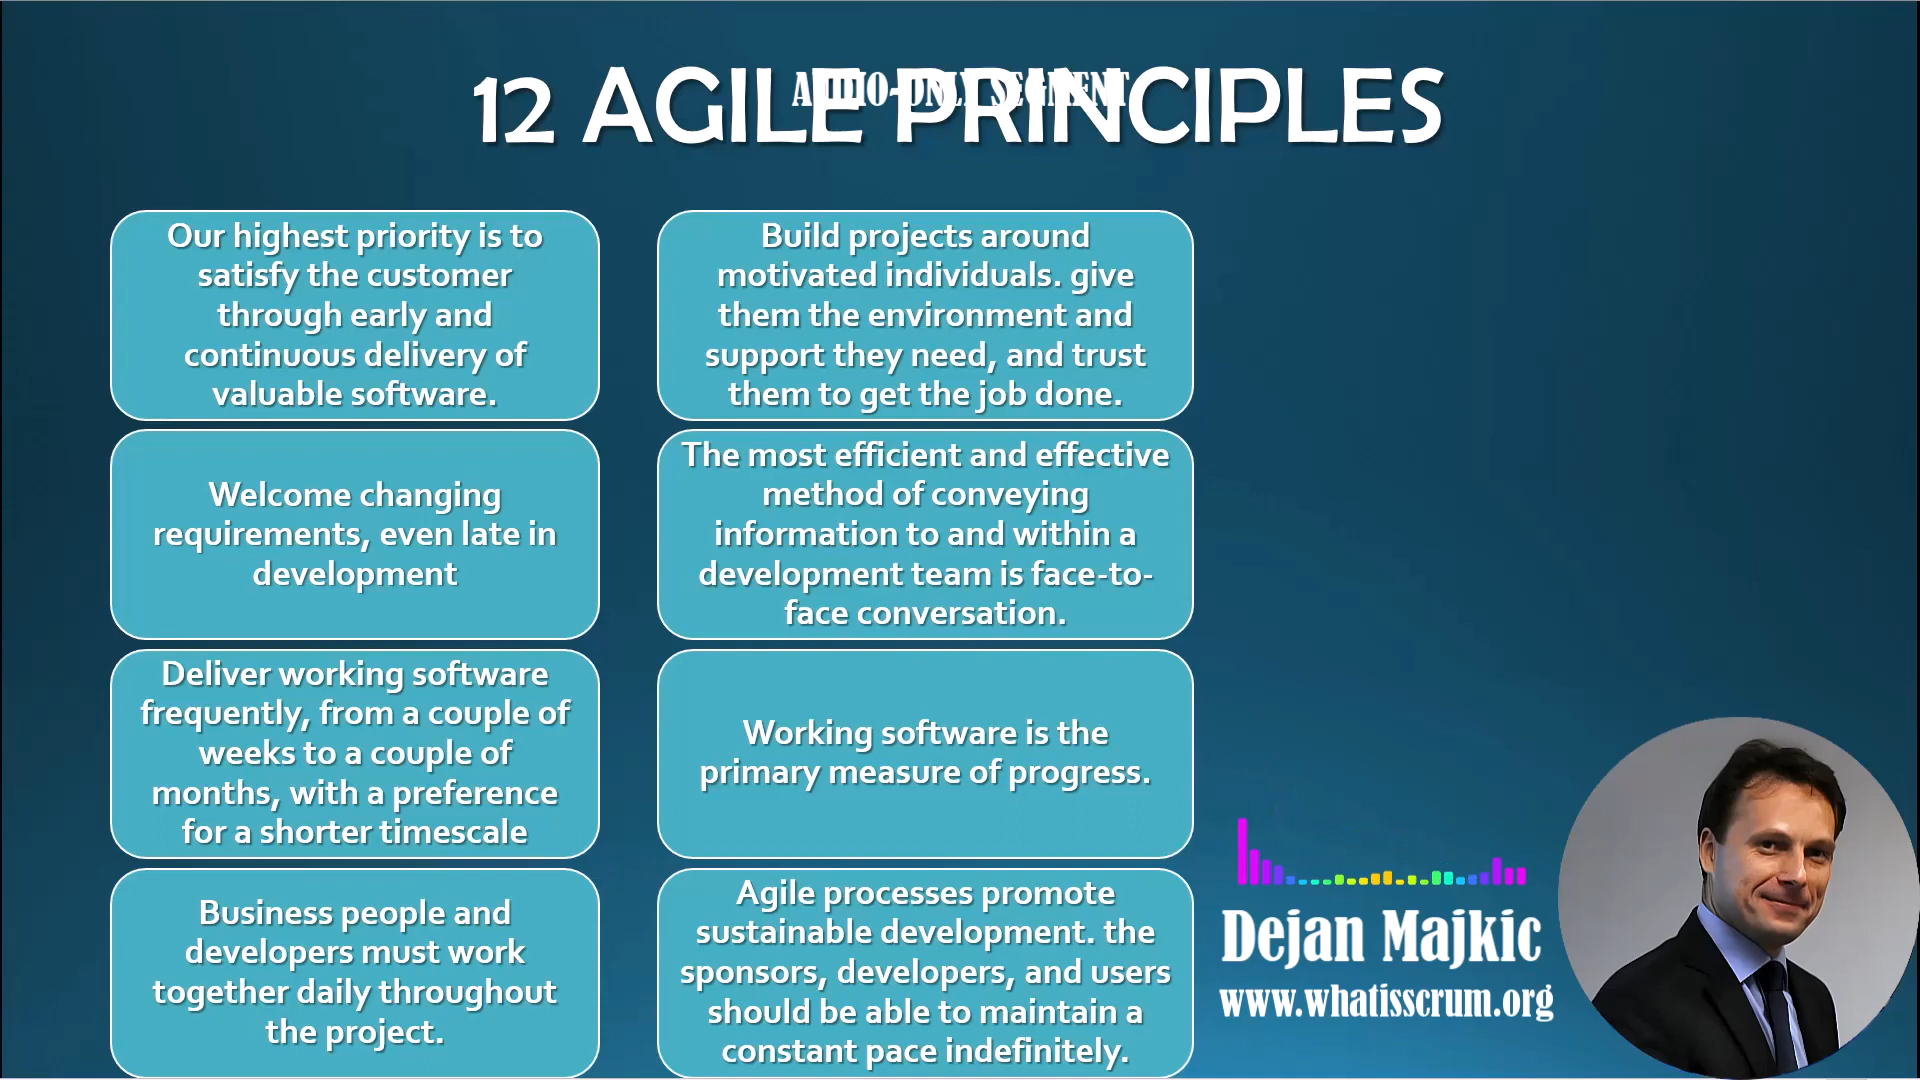 12 AGILE PRINCIPLES
AUDIO-ONLY SEGMENT
Our highest priority is to
satisfy the customer
through early and
continuous delivery of
valuable software.
Welcome changing
requirements, even late in
development
Deliver working software
frequently, from a couple of
weeks to a couple of
months, with a preference
for a shorter timescale
Business people and
developers must work
together daily throughout
the project.
Build projects around
motivated individuals. give
them the environment and
support they need, and trust
them to get the job done.
The most efficient and effective
method of conveying
information to and within a
development team is face-to-
face conversation.
Working software is the
primary measure of progress.
Agile processes promote
sustainable development. the
sponsors, developers, and users
should be able to maintain a
constant pace indefinitely.
Dejan Majkic
www.whatisscrum.org